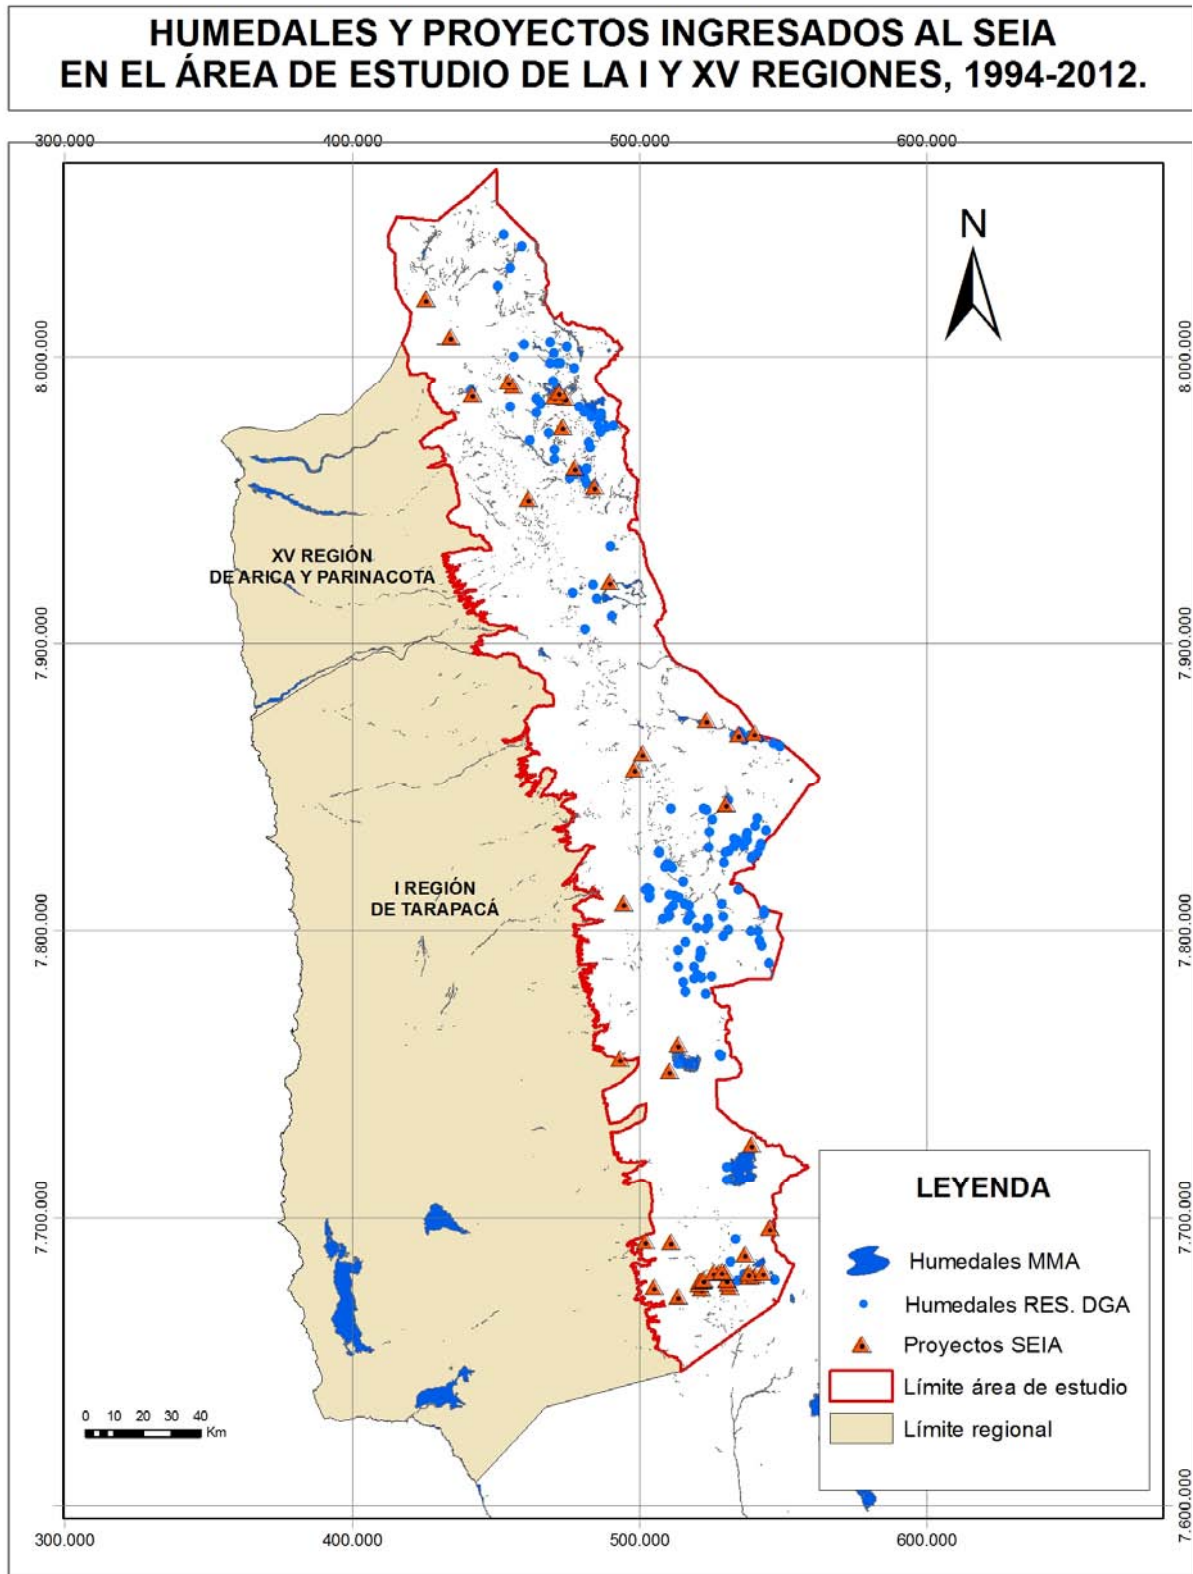 HUMEDALES Y PROYECTOS INGRESADOS AL SEIA
EN EL ÁREA DE ESTUDIO DE LA I Y XV REGIONES, 1994-2012.
300.000
400.000
500.000
600.000
N
8.000.000
8.000.000
XV REGIÓN
DE ARICA Y PARINACOTA
7.900.000
7.900.000
I REGIÓN
DE TARAPACÁ
7.800.000
7.800.000
7.700.000
7.700.000
LEYENDA
Humedales MMA
Humedales RES. DGA
Proyectos SEIA
Límite área de estudio
Límite regional
0 10 20 30 40
Km
7.600.000
7.600.000
300.000
400.000
500.000
600.000